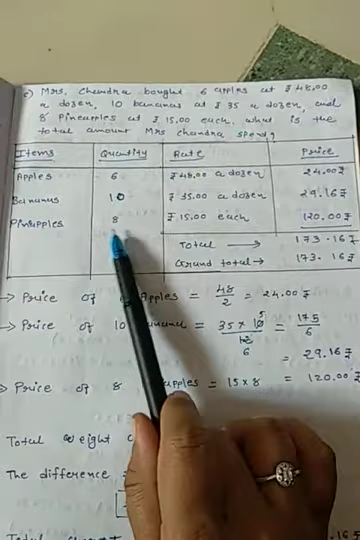 c) Mrs. Chandra bought 6 apples at ₹48.00
a dozen, 10 bananas at ₹35 a dozen, and
8 Pineapples at ₹15.00 each, what is the
total amount Mrs Chandra spend?
Items Quantity Rate Price
Apples 6 ₹48.00 a dozen 24.00₹
Bananas 10 ₹35.00 a dozen 29.16₹
Pineapples 8 ₹15.00 each 120.00₹
Total → 173.16₹
Grand total → 173.16₹
→ Price of Apples = 48/2 = 24.00₹
→ Price of 10 banana = 35 × 10 5 / 12 6 = 175/6
= 29.16₹
→ Price of 8 apples = 15×8 = 120.00₹
Total
The difference